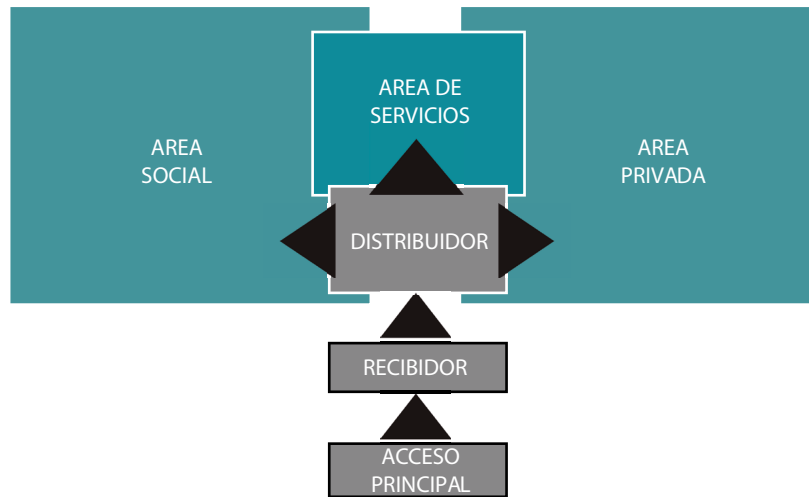 AREA DE
SERVICIOS
AREA
SOCIAL
AREA
PRIVADA
DISTRIBUIDOR
RECIBIDOR
ACCESO
PRINCIPAL